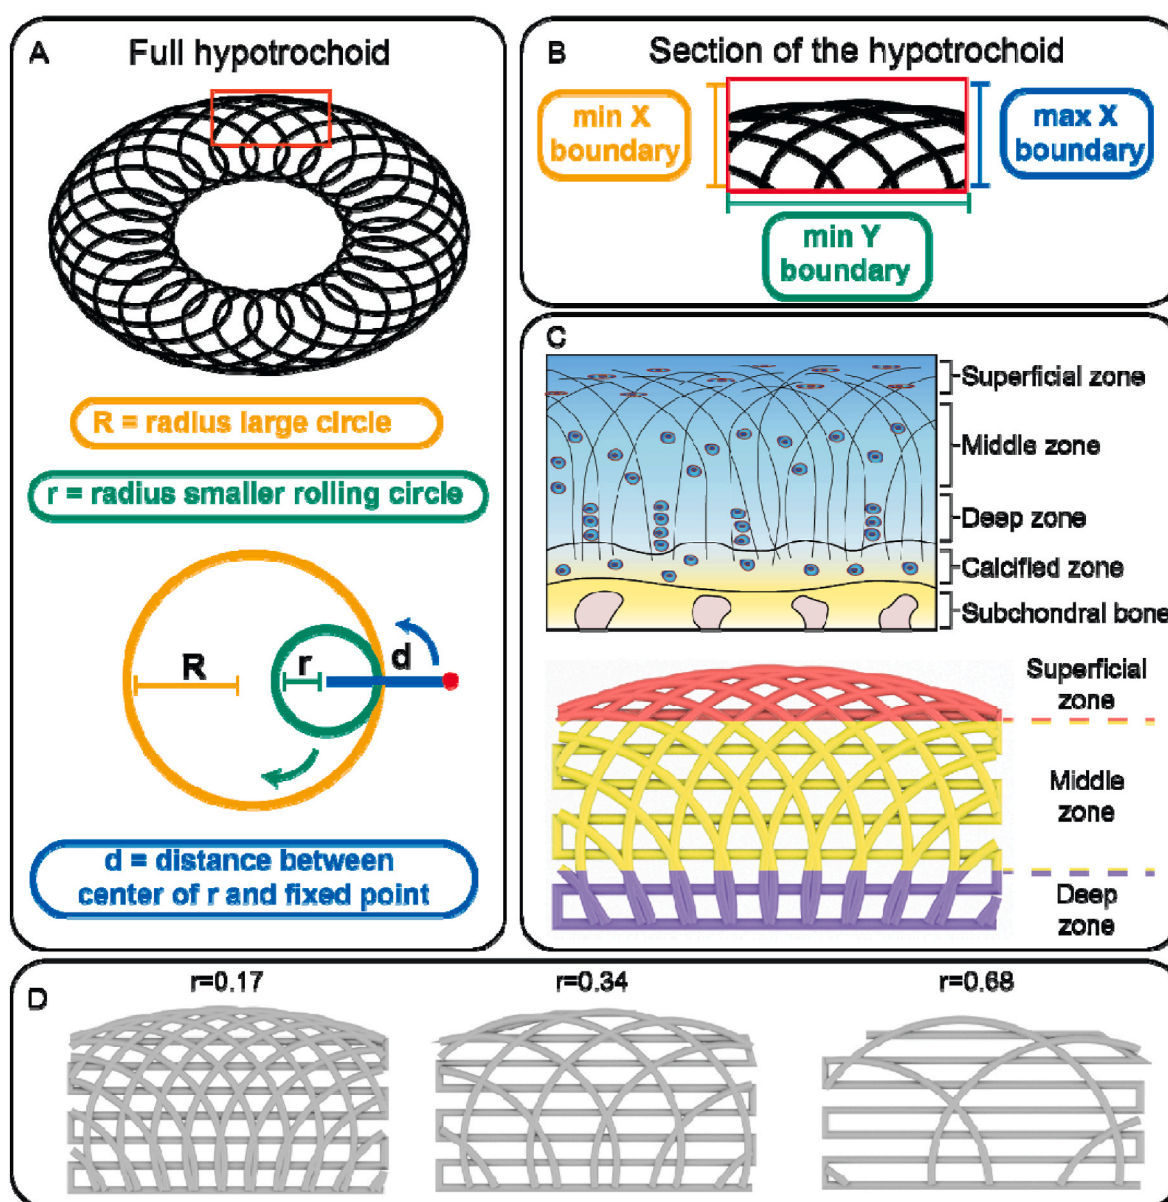 A
Full hypotrochoid
R = radius large circle
r = radius smaller rolling circle
R
r
d
d = distance between
center of r and fixed point
B
Section of the hypotrochoid
min X
boundary
max X
boundary
min Y
boundary
C
Superficial zone
Middle zone
Deep zone
Calcified zone
Subchondral bone
Superficial
zone
Middle
zone
Deep
zone
D
r=0.17
r=0.34
r=0.68